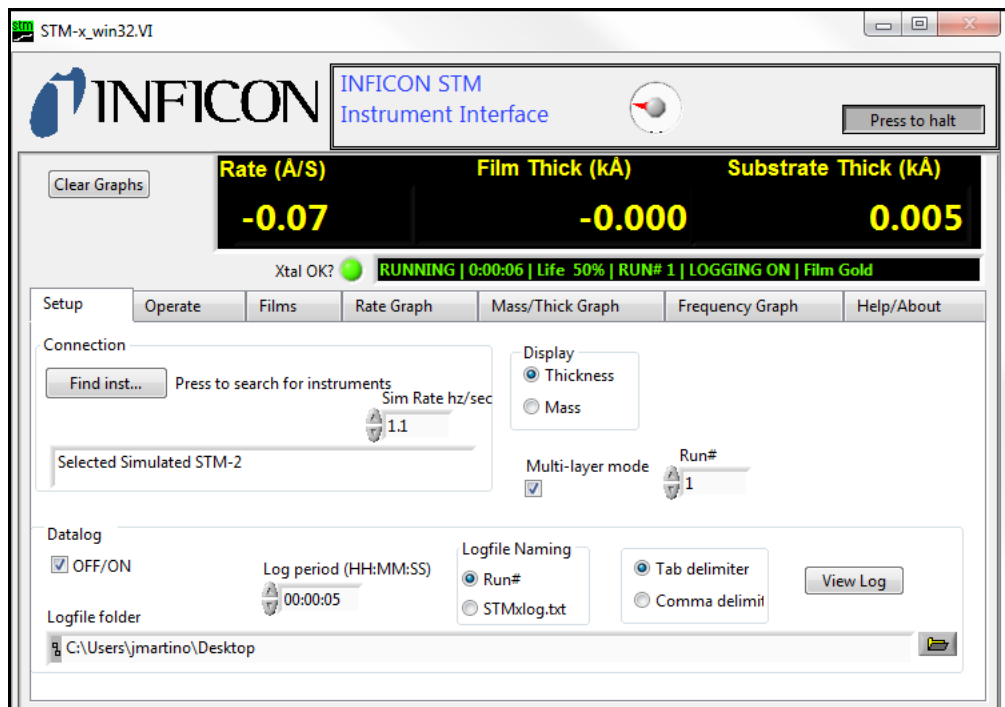 stm
STM-x_win32.VI
INFICON
INFICON STM
Instrument Interface
Press to halt
Clear Graphs
Rate (Å/S)
Film Thick (kÅ)
Substrate Thick (kÅ)
-0.07
-0.000
0.005
Xtal OK?
RUNNING | 0:00:06 | Life 50% | RUN# 1 | LOGGING ON | Film Gold
Setup
Operate
Films
Rate Graph
Mass/Thick Graph
Frequency Graph
Help/About
Connection
Find inst...
Press to search for instruments
Sim Rate hz/sec
1.1
Selected Simulated STM-2
Display
Thickness
Mass
Multi-layer mode
Run#
1
Datalog
OFF/ON
Log period (HH:MM:SS)
00:00:05
Logfile Naming
Run#
STMxlog.txt
Tab delimiter
Comma delimit
View Log
Logfile folder
C:\Users\jmartino\Desktop